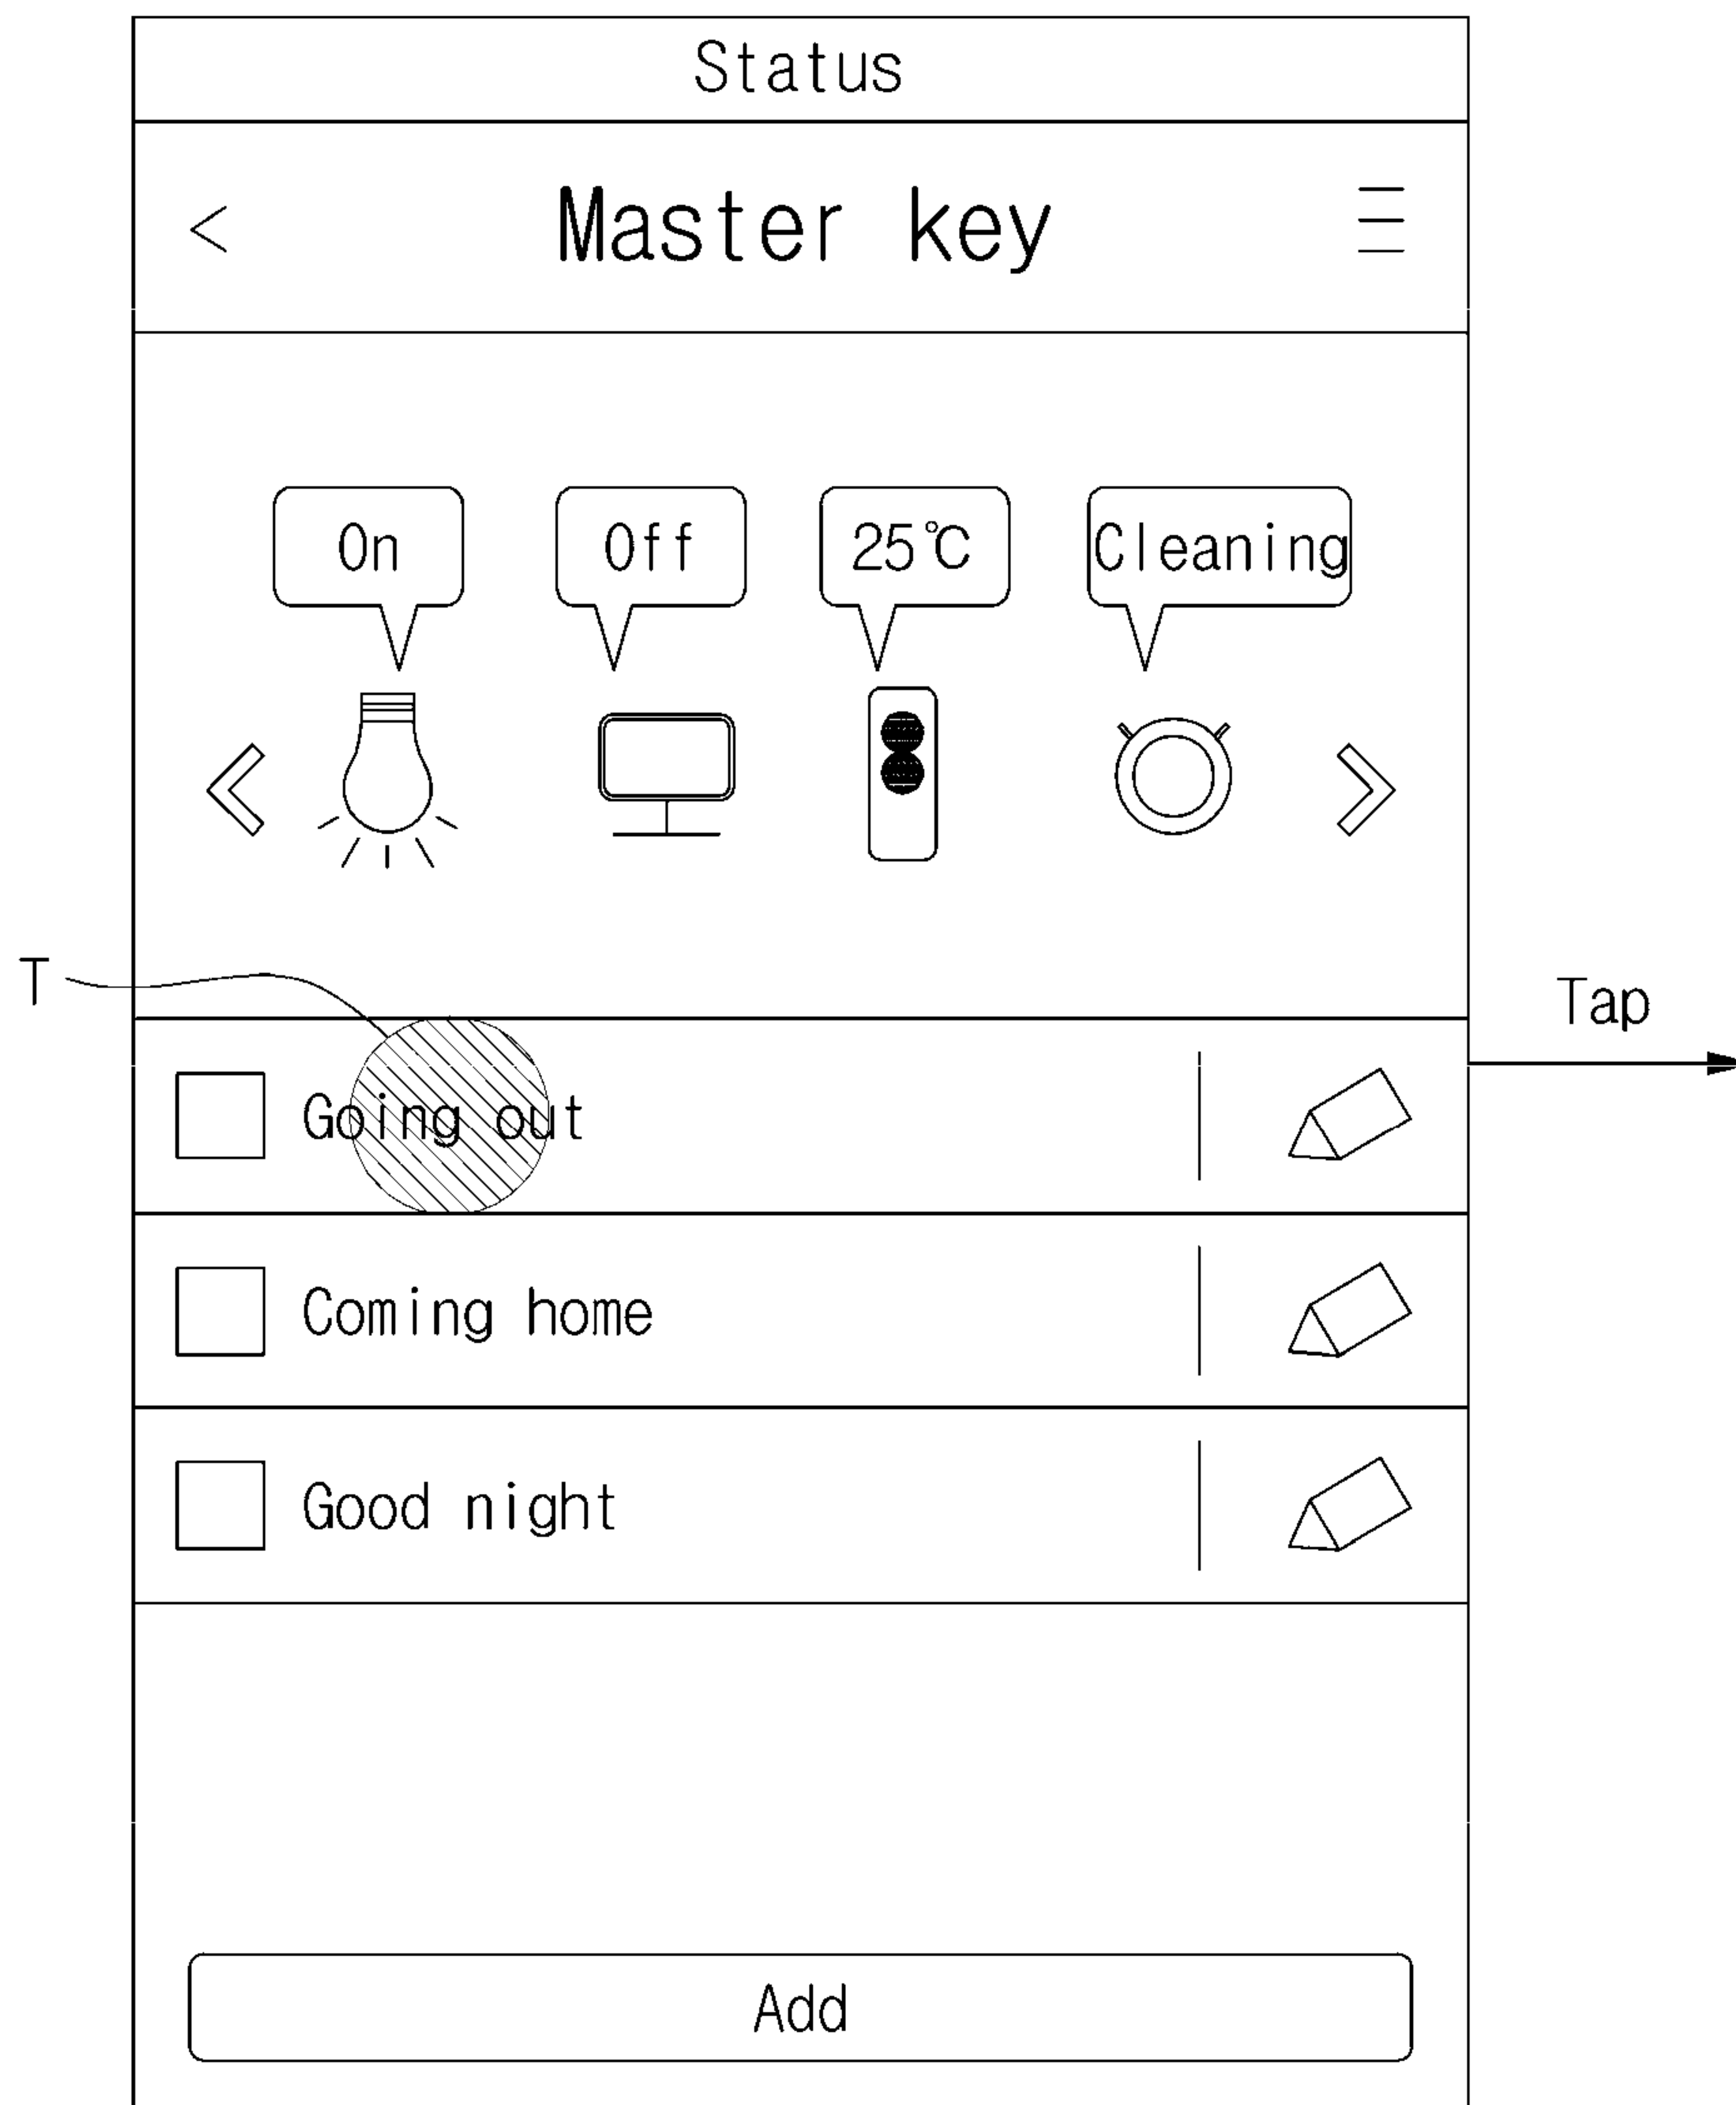 Status
< Master key
On Off 25℃ Cleaning
T
Tap
Going out
Coming home
Good night
Add